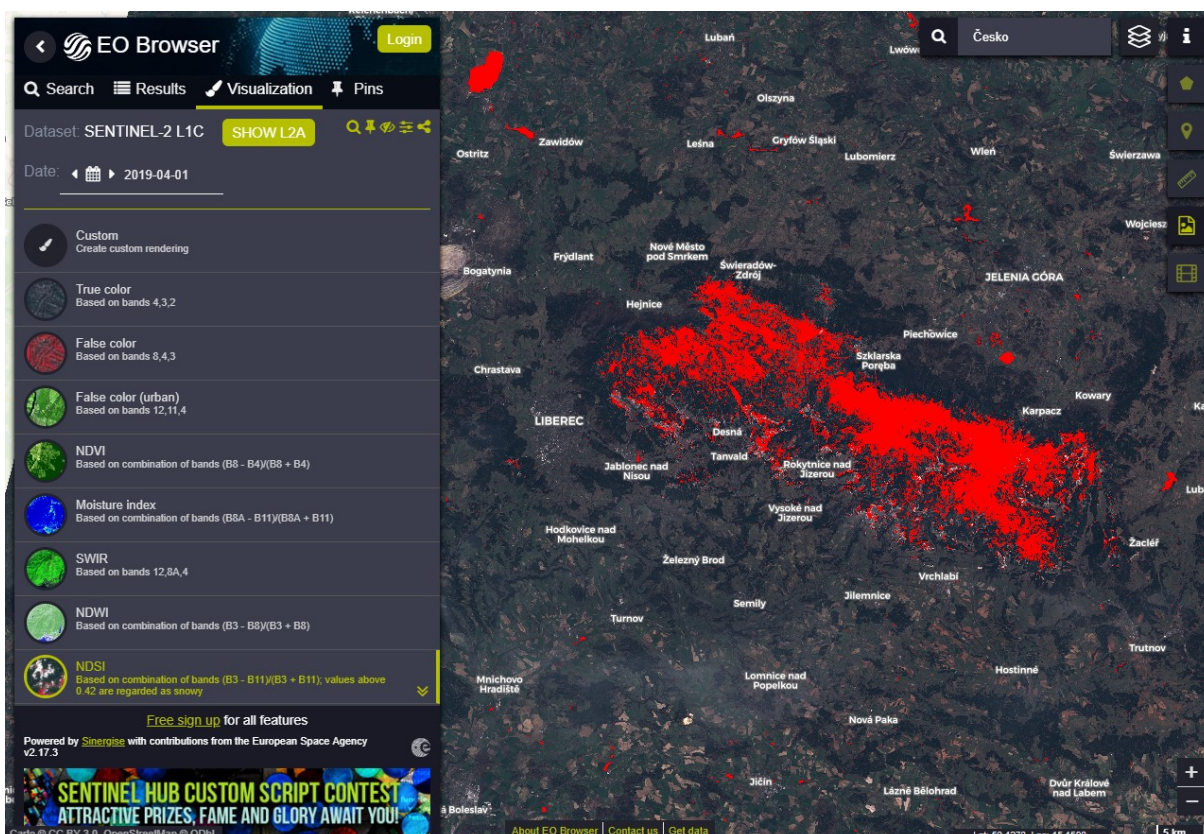 EO Browser
Login
Search
Results
Visualization
Pins
Dataset: SENTINEL-2 L1C
SHOW L2A
Date:
2019-04-01
Custom
Create custom rendering
True color
Based on bands 4,3,2
False color
Based on bands 8,4,3
False color (urban)
Based on bands 12,11,4
NDVI
Based on combination of bands (B8 - B4)/(B8 + B4)
Moisture index
Based on combination of bands (B8A - B11)/(B8A + B11)
SWIR
Based on bands 12,8A,4
NDWI
Based on combination of bands (B3 - B8)/(B3 + B8)
NDSI
Based on combination of bands (B3 - B11)/(B3 + B11); values above
0.42 are regarded as snowy
Free sign up for all features
Powered by Sinergise with contributions from the European Space Agency
v2.17.3
SENTINEL HUB CUSTOM SCRIPT CONTEST
ATTRACTIVE PRIZES, FAME AND GLORY AWAIT YOU!
Česko
Lubań
Olszyna
Zawidów
Ostritz
Leśna
Gryfów Śląski
Lubomierz
Wleń
Świerzawa
Nové Město
pod Smrkem
Frýdlant
Świeradów-
Zdrój
Bogatynia
JELENIA GÓRA
Hejnice
Piechowice
Chrastava
Szklarska
Poręba
Kowary
Karpacz
LIBEREC
Desná
Tanvald
Jablonec nad
Nisou
Rokytnice nad
Jizerou
Vysoké nad
Jizerou
Hodkovice nad
Mohelkou
Železný Brod
Žacléř
Vrchlabí
Jilemnice
Semily
Turnov
Trutnov
Hostinné
Mnichovo
Hradiště
Lomnice nad
Popelkou
Nová Paka
Jičín
Lázně Bělohrad
Dvůr Králové
nad Labem
About EO Browser | Contact us | Get data
5 km